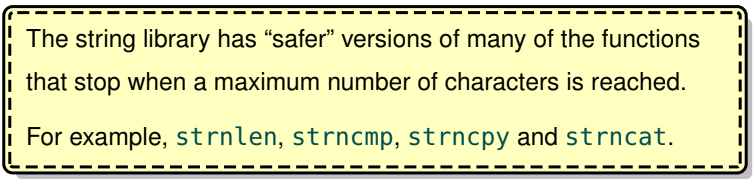 The string library has “safer” versions of many of the functions
that stop when a maximum number of characters is reached.
For example, strnlen, strncmp, strncpy and strncat.